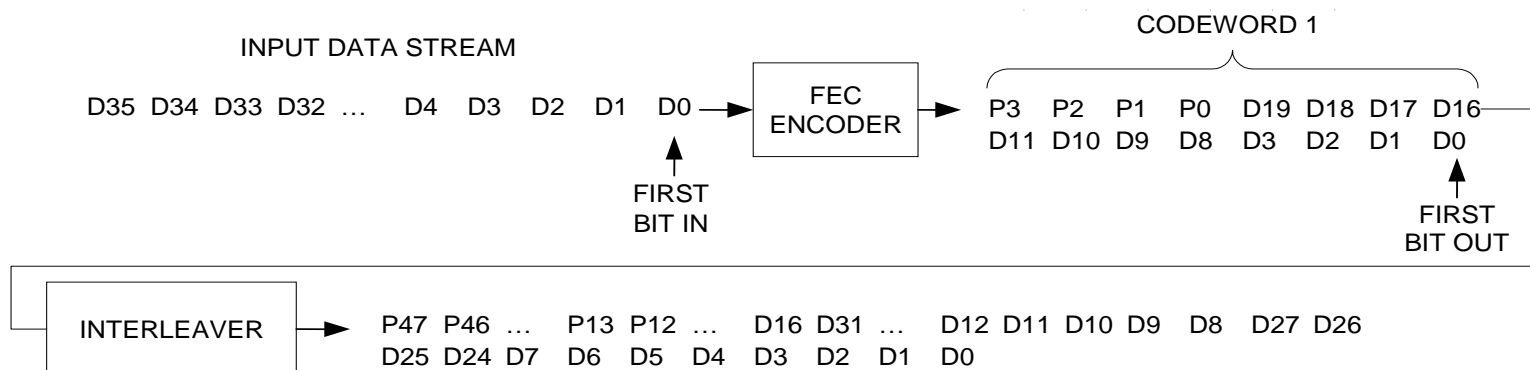 CODEWORD 1
INPUT DATA STREAM
D35 D34 D33 D32 … D4 D3 D2 D1 D0
FEC
ENCODER
P3 P2 P1 P0 D19 D18 D17 D16
D11 D10 D9 D8 D3 D2 D1 D0
FIRST
BIT IN
FIRST
BIT OUT
INTERLEAVER
P47 P46 … P13 P12 … D16 D31 … D12 D11 D10 D9 D8 D27 D26
D25 D24 D7 D6 D5 D4 D3 D2 D1 D0